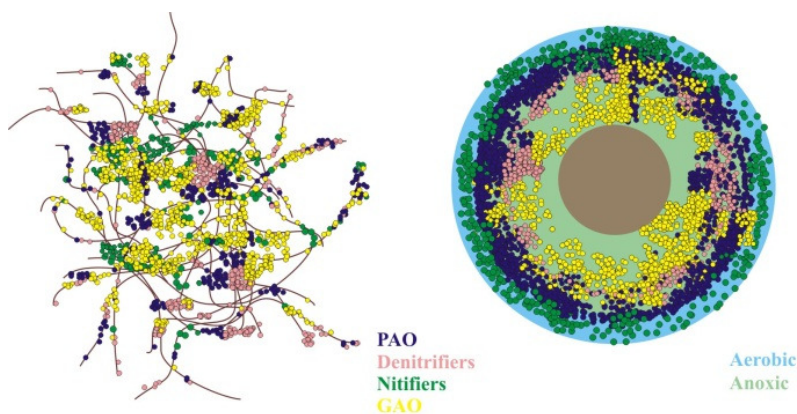 PAO
Denitrifiers
Nitifiers
GAO
Aerobic
Anoxic